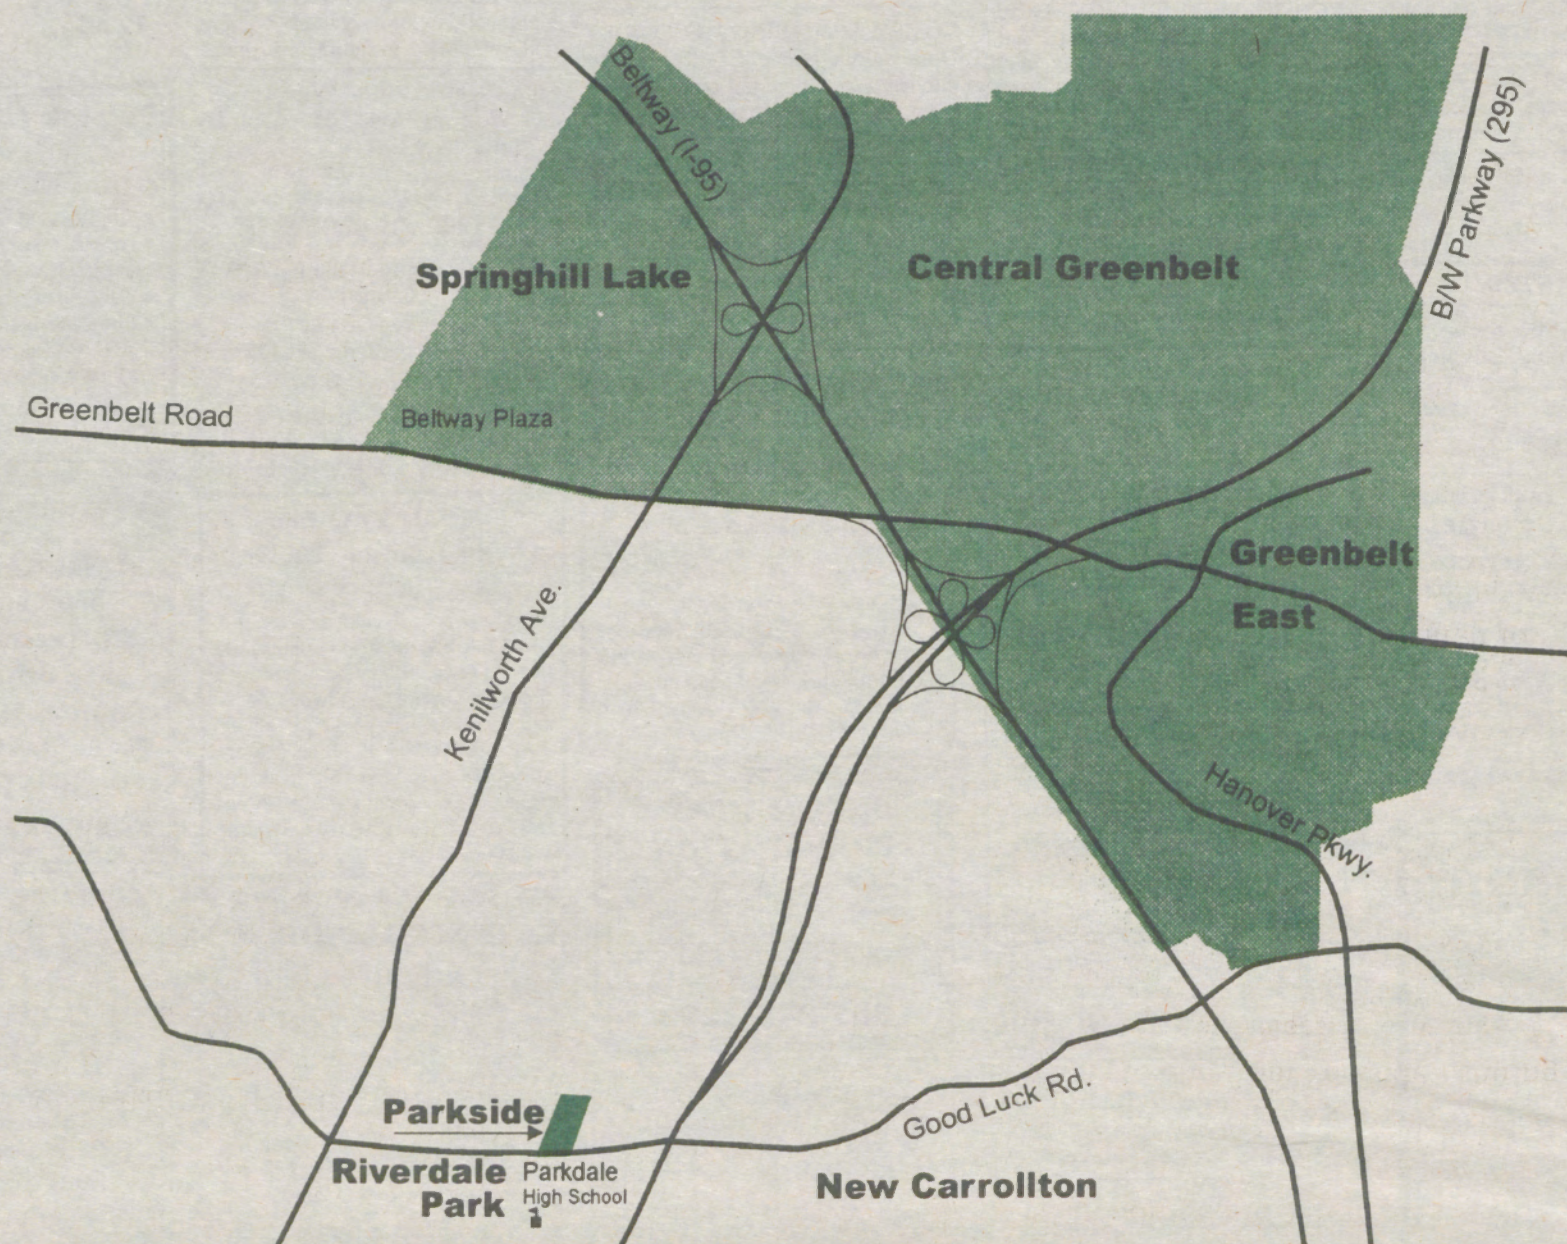 Beltway (I-95)
B/W Parkway (295)
Springhill Lake
Central Greenbelt
Greenbelt Road
Beltway Plaza
Greenbelt
East
Kenilworth Ave.
Hanover Pkwy.
Good Luck Rd.
Parkside
Riverdale
Park
Parkdale
High School
New Carrollton